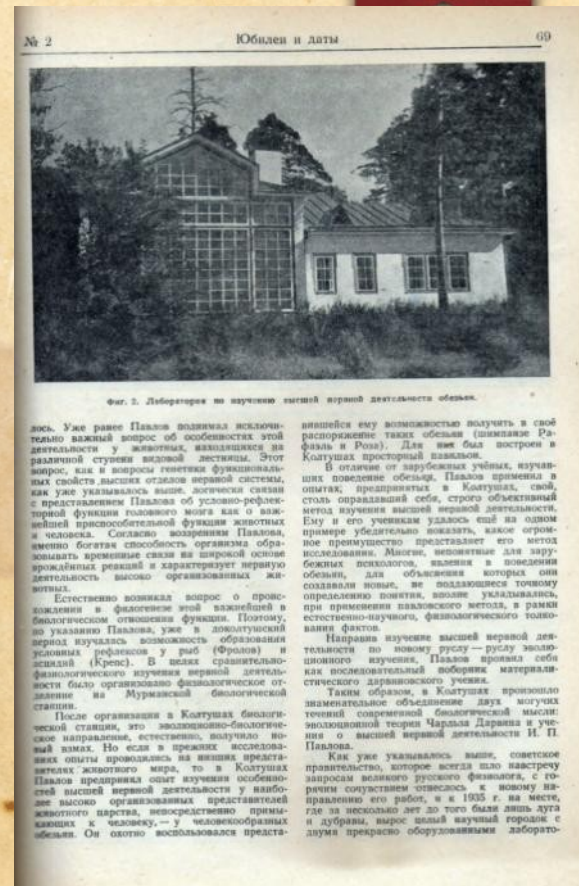 № 2
Юбилеи и даты
69
Фиг. 2. Лаборатория по изучению высшей нервной деятельности обезьян.
лось. Уже ранее Павлов поднимал исключи-
тельно важный вопрос об особенностях этой
деятельности у животных, находящихся на
различной ступени видовой лестницы. Этот
вопрос, как и вопросы генетики функциональ-
ных свойств высших отделов нервной системы,
как уже указывалось выше, логически связан
с представлением Павлова об условно-рефлек-
торной функции головного мозга как о важ-
нейшей приспособительной функции животных
и человека. Согласно воззрениям Павлова,
именно богатая способность организма обра-
зовывать временные связи на широкой основе
врождённых реакций и характеризует нервную
деятельность высоко организованных жи-
вотных.
Естественно возникал вопрос о проис-
хождении в филогенезе этой важнейшей в
биологическом отношении функции. Поэтому,
по указанию Павлова, уже в доколтушский
период изучалась возможность образования
условных рефлексов у рыб (Фролов) и
асцидий (Крепс). В целях сравнительно-
физиологического изучения нервной деятель-
ности было организовано физиологическое от-
деление на Мурманской биологической
станции.
После организации в Колтушах биологи-
ческой станции, это эволюционно-биологиче-
ское направление, естественно, получило но-
вый взмах. Но если в прежних исследова-
ниях опыты проводились на низших предста-
вителях животного мира, то в Колтушах
Павлов предпринял опыт изучения особенно-
стей высшей нервной деятельности у наибо-
лее высоко организованных представителей
животного царства, непосредственно примы-
кающих к человеку, — у человекообразных
обезьян. Он охотно воспользовался предста-
вившейся ему возможностью получить в своё
распоряжение таких обезьян (шимпанзе Ра-
фаэль и Роза). Для них был построен в
Колтушах просторный павильон.
В отличие от зарубежных учёных, изучав-
ших поведение обезьян, Павлов применил в
опытах, предпринятых в Колтушах, свой,
столь оправдавший себя, строго объективный
метод изучения высшей нервной деятельности.
Ему и его ученикам удалось ещё на одном
примере убедительно показать, какое огром-
ное преимущество представляет его метод
исследования. Многие, непонятные для зару-
бежных психологов, явления в поведении
обезьян, для объяснения которых они
создавали новые, не поддающиеся точному
определению понятия, вполне укладывались,
при применении павловского метода, в рамки
естественно-научного, физиологического толко-
вания фактов.
Направив изучение высшей нервной дея-
тельности по новому руслу — руслу эволю-
ционного изучения, Павлов проявил себя
как последовательный поборник материали-
стического дарвиновского учения.
Таким образом, в Колтушах произошло
знаменательное объединение двух могучих
течений современной биологической мысли:
эволюционной теории Чарльза Дарвина и уче-
ния о высшей нервной деятельности И. П.
Павлова.
Как уже указывалось выше, советское
правительство, которое всегда шло навстречу
запросам великого русского физиолога, с го-
рячим сочувствием отнеслось к новому на-
правлению его работ, и к 1935 г. на месте,
где за несколько лет до того были лишь луга
и дубравы, вырос целый научный городок с
двумя прекрасно оборудованными лаборато-